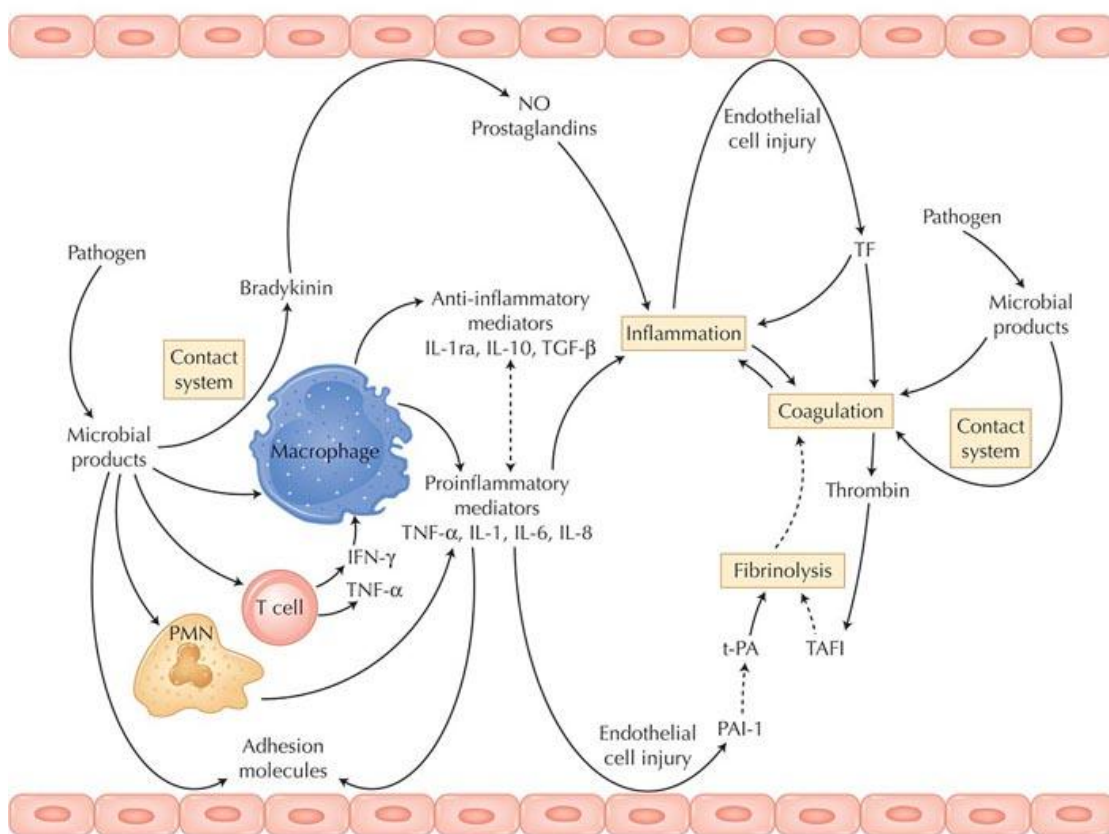 NO
Prostaglandins
Endothelial
cell injury
Pathogen
Pathogen
TF
Bradykinin
Anti-inflammatory
mediators
IL-1ra, IL-10, TGF-β
Inflammation
Microbial
products
Contact
system
Coagulation
Contact
system
Microbial
products
Macrophage
Proinflammatory
mediators
TNF-α, IL-1, IL-6, IL-8
Thrombin
IFN-γ
TNF-α
T cell
Fibrinolysis
PMN
t-PA
TAFI
PAI-1
Endothelial
cell injury
Adhesion
molecules